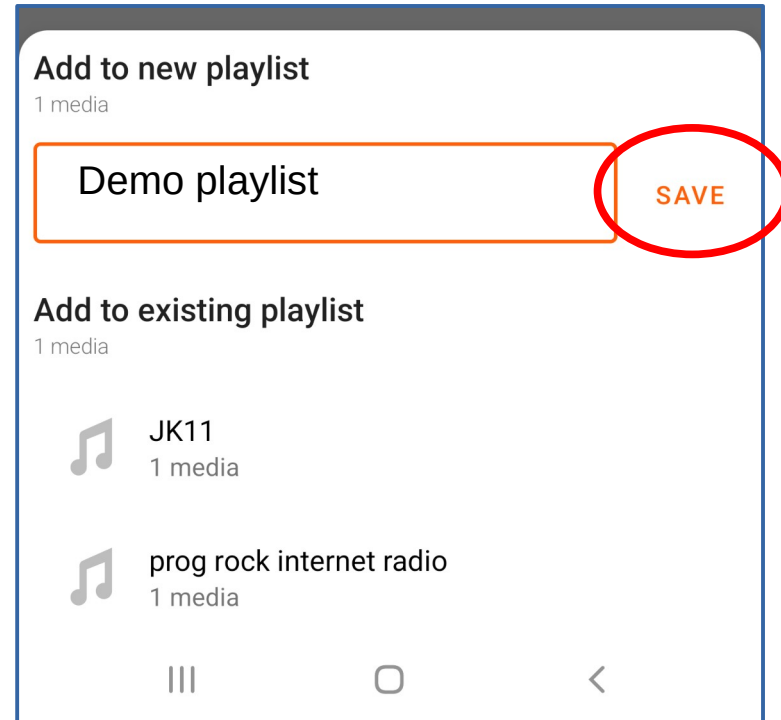 Add to new playlist
1 media
Demo playlist
SAVE
Add to existing playlist
1 media
JK11
1 media
prog rock internet radio
1 media